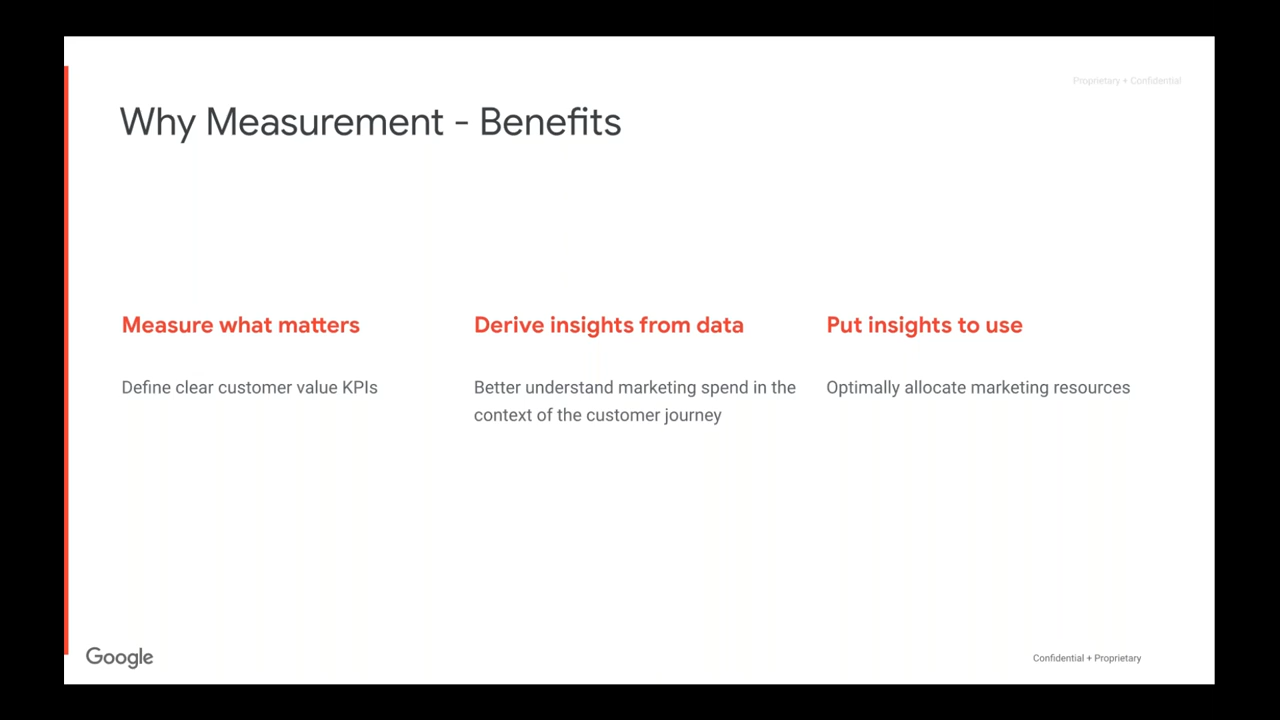 Proprietary + Confidential
Why Measurement - Benefits
Measure what matters
Define clear customer value KPIs
Derive insights from data
Better understand marketing spend in the
context of the customer journey
Put insights to use
Optimally allocate marketing resources
Google
Confidential + Proprietary